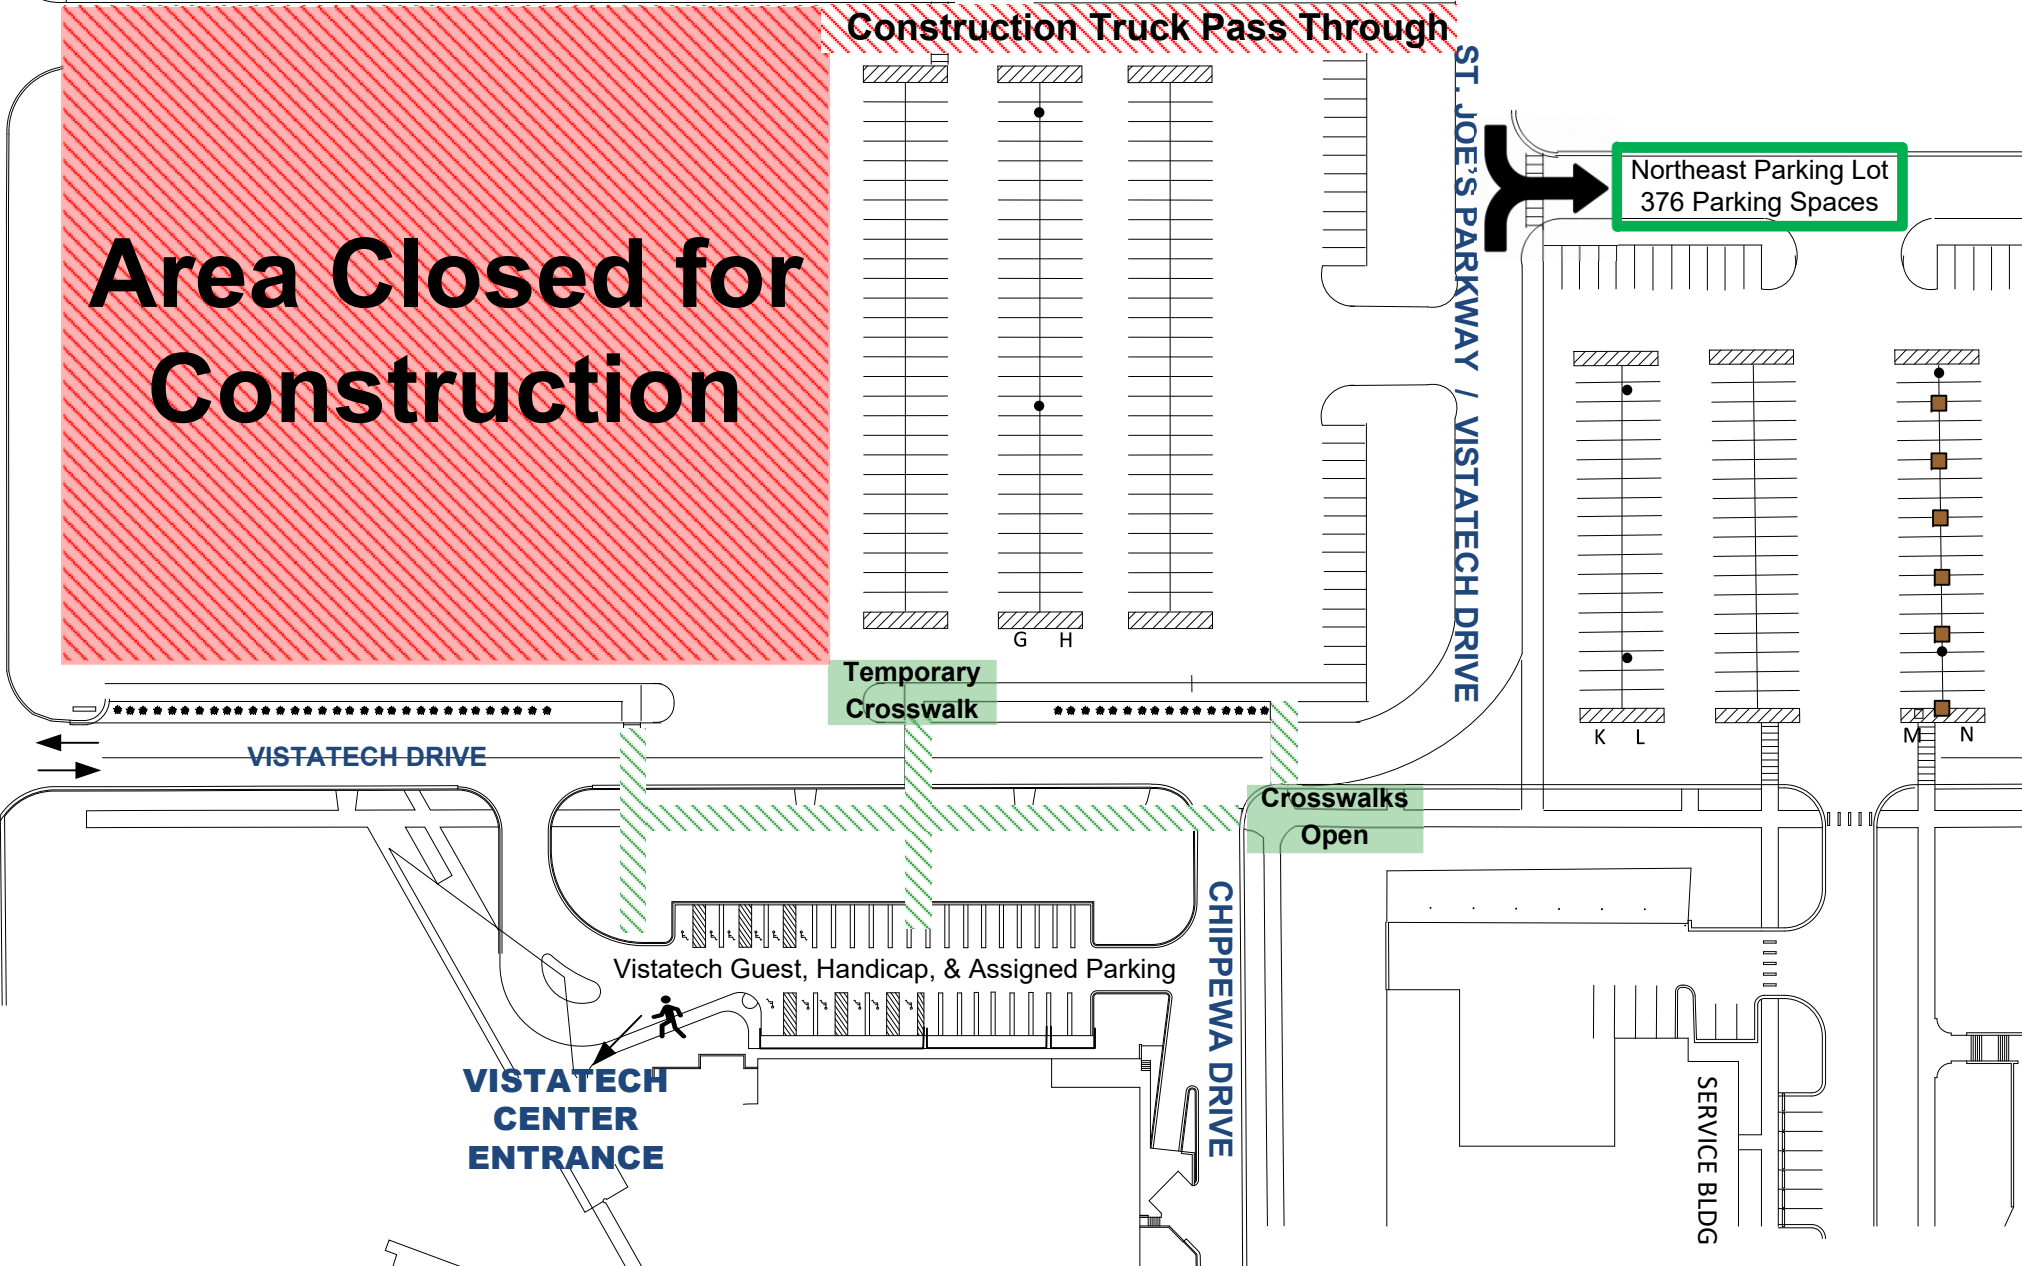 Construction Truck Pass Through
Area Closed for
Construction
ST. JOE'S PARKWAY / VISTATECH DRIVE
Northeast Parking Lot
376 Parking Spaces
G H
Temporary
Crosswalk
K L
M N
VISTATECH DRIVE
Crosswalks
Open
Vistatech Guest, Handicap, & Assigned Parking
CHIPPEWA DRIVE
VISTATECH
CENTER
ENTRANCE
SERVICE BLDG